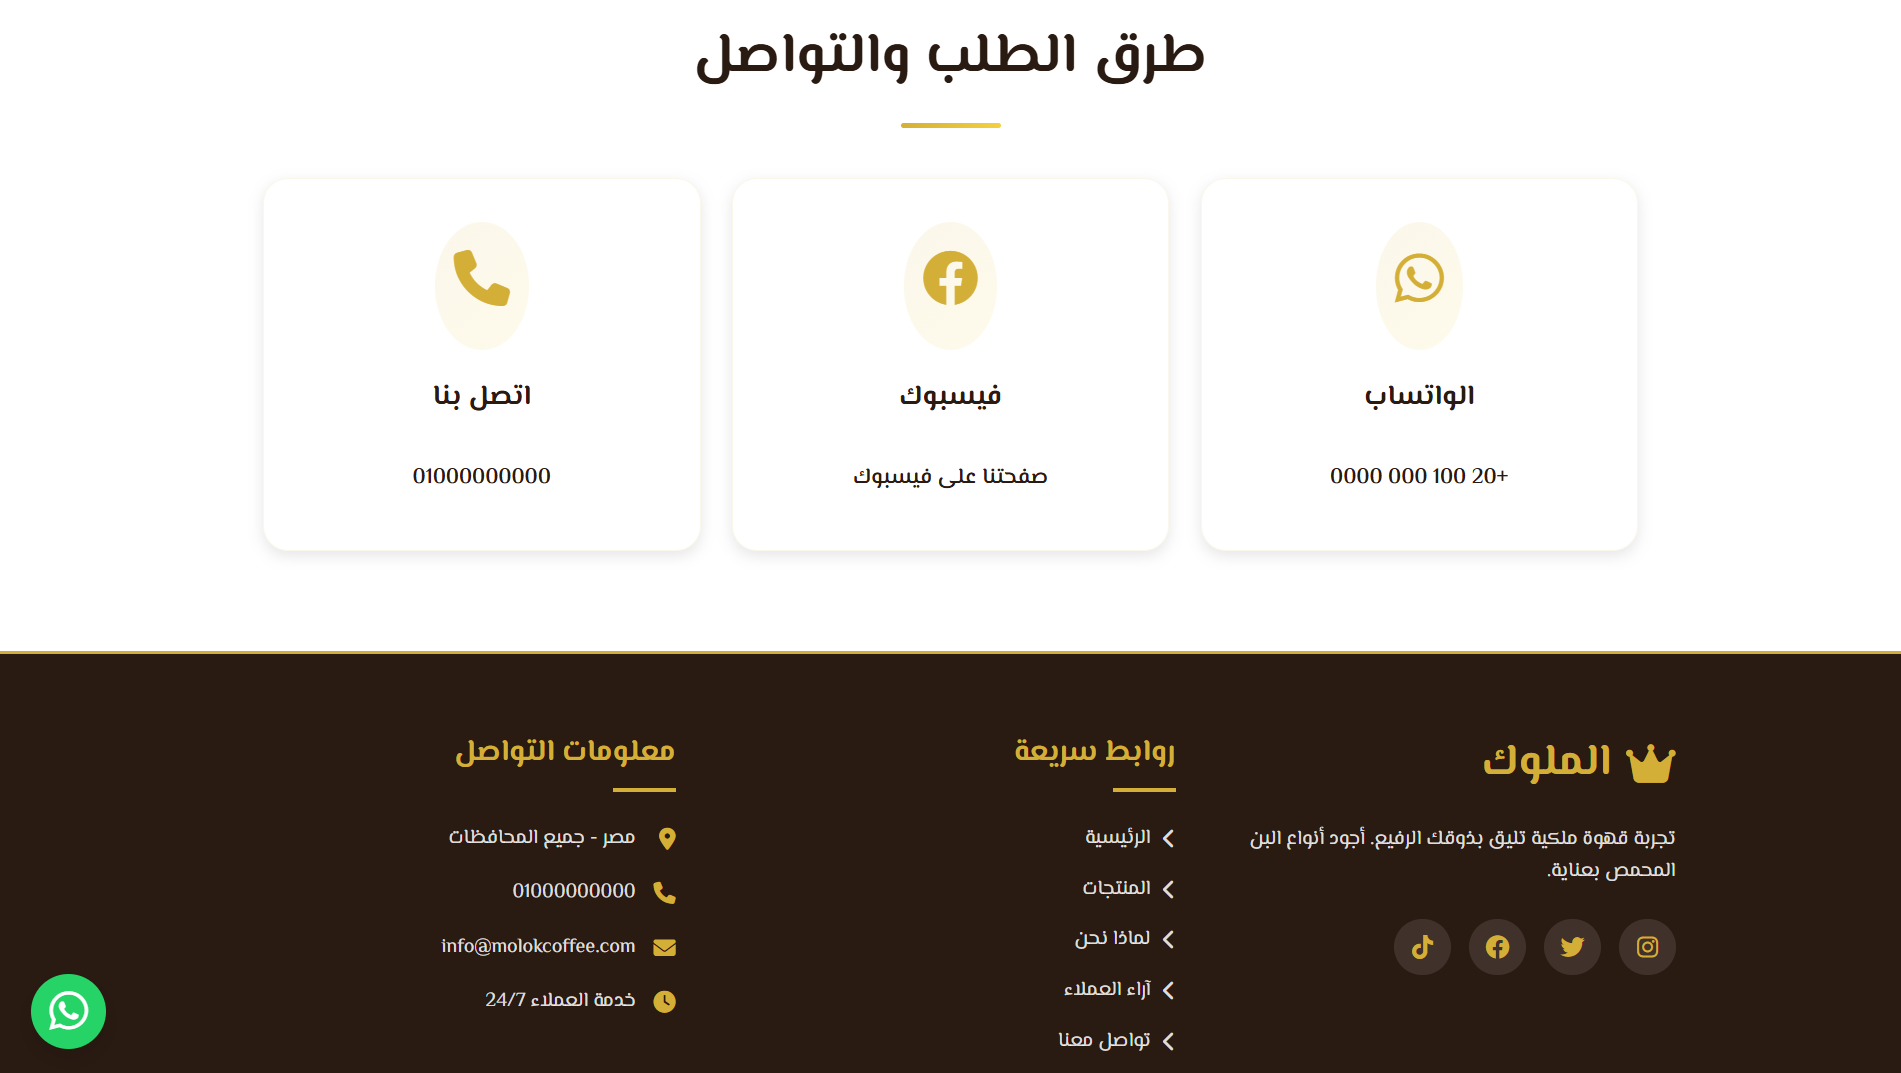 طرق الطلب والتواصل
الواتساب
+20 100 000 0000
فيسبوك
صفحتنا على فيسبوك
اتصل بنا
01000000000
الملوك
تجربة قهوة ملكية تليق بذوقك الرفيع. أجود أنواع البن
المحمص بعناية.
روابط سريعة
الرئيسية
المنتجات
لماذا نحن
آراء العملاء
تواصل معنا
معلومات التواصل
مصر - جميع المحافظات
01000000000
info@molokcoffee.com
خدمة العملاء 24/7